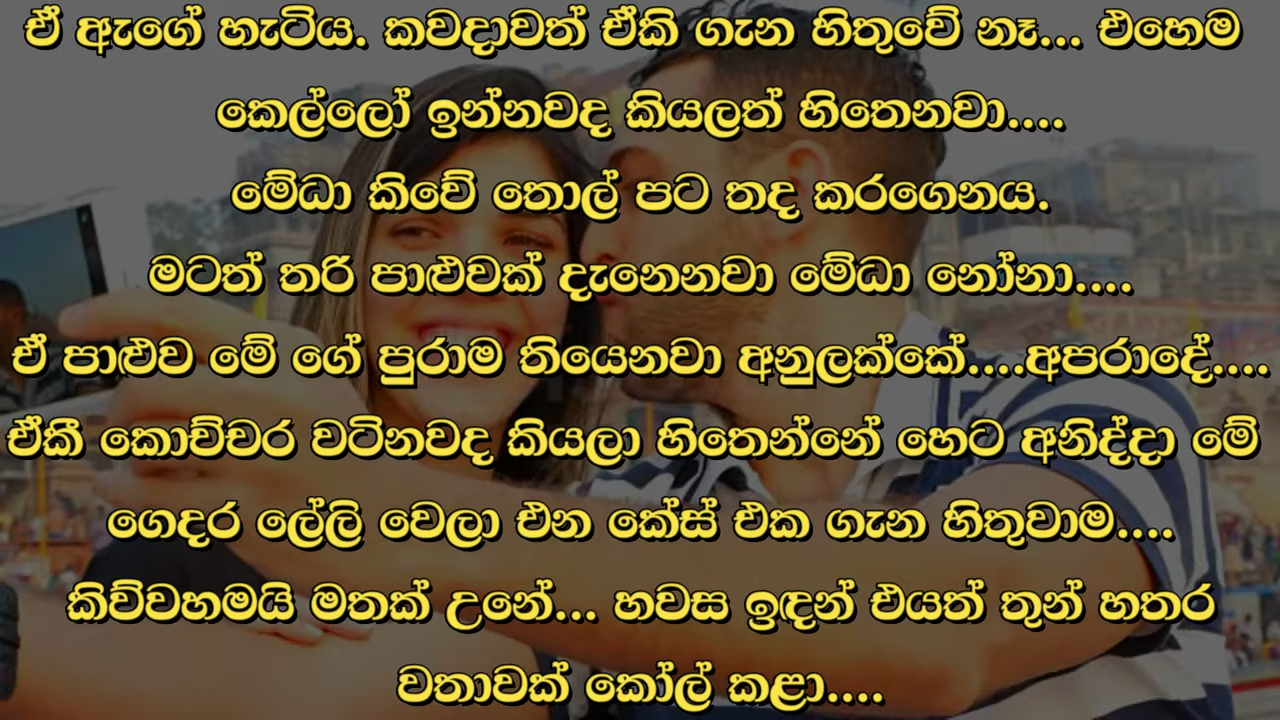 ඒ ඇගේ හැටිය. කවදාවත් ඒකි ගැන හිතුවේ නෑ... එහෙම
කෙල්ලෝ ඉන්නවද කියලත් හිතෙනවා....
මේධා කිවේ තොල් පට තද කරගෙනය.
මටත් තරි පාළුවක් දැනෙනවා මේධා නෝනා....
ඒ පාළුව මේ ගේ පුරාම තියෙනවා අනුලක්කේ....අපරාදේ....
ඒකී කොච්චර වටිනවද කියලා හිතෙන්නේ හෙට අනිද්දා මේ
ගෙදර ලේලි වෙලා එන කේස් එක ගැන හිතුවාම....
කිව්වහමයි මතක් උනේ... හවස ඉඳන් එයත් තුන් හතර
වතාවක් කෝල් කළා....